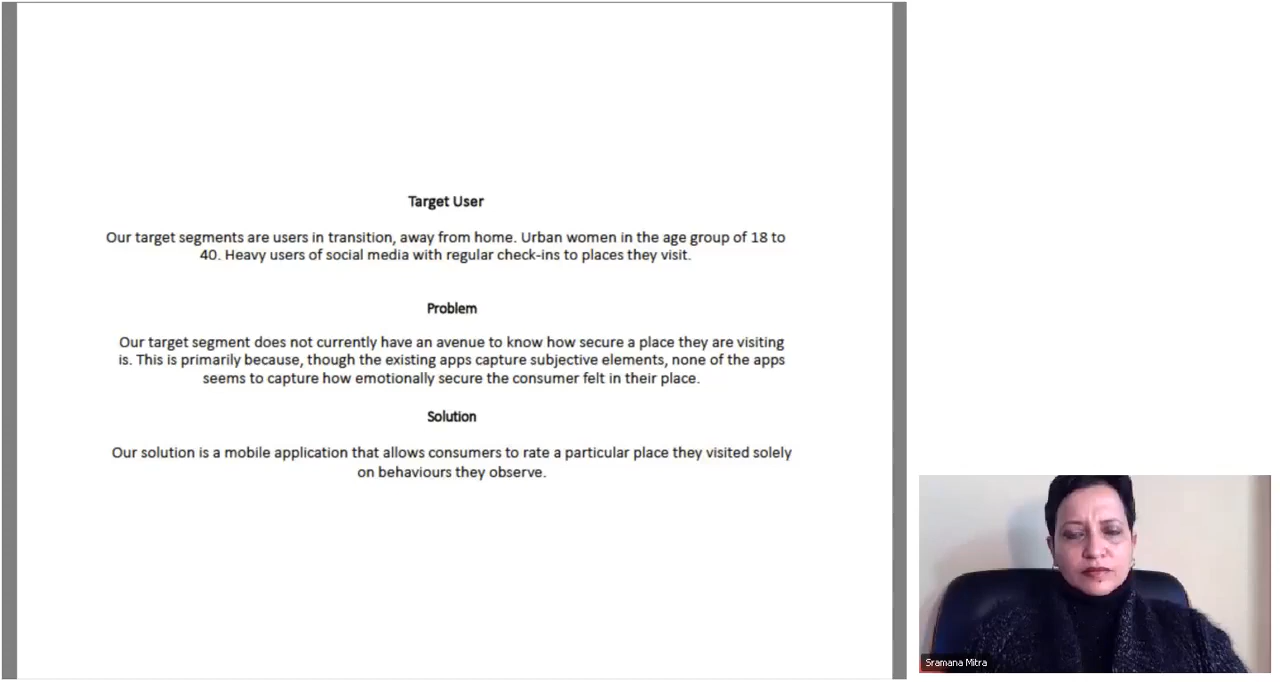 Target User
Our target segments are users in transition, away from home. Urban women in the age group of 18 to
40. Heavy users of social media with regular check-ins to places they visit.
Problem
Our target segment does not currently have an avenue to know how secure a place they are visiting
is. This is primarily because, though the existing apps capture subjective elements, none of the apps
seems to capture how emotionally secure the consumer felt in their place.
Solution
Our solution is a mobile application that allows consumers to rate a particular place they visited solely
on behaviours they observe.
Sramana Mitra